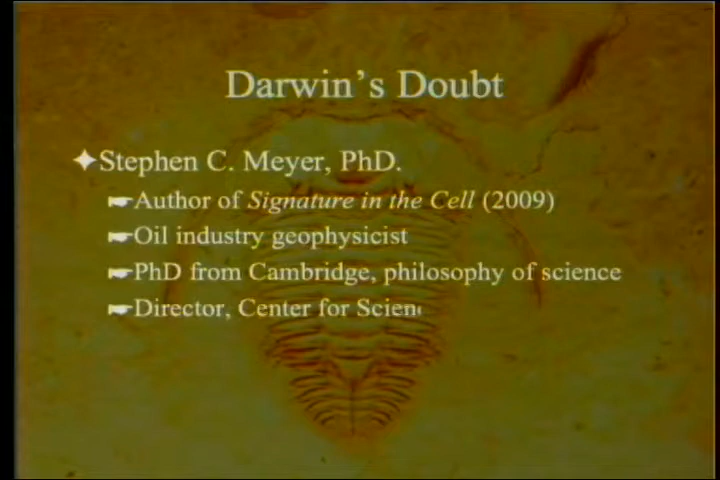 Darwin's Doubt
Stephen C. Meyer, PhD.
Author of Signature in the Cell (2009)
Oil industry geophysicist
PhD from Cambridge, philosophy of science
Director, Center for Scien